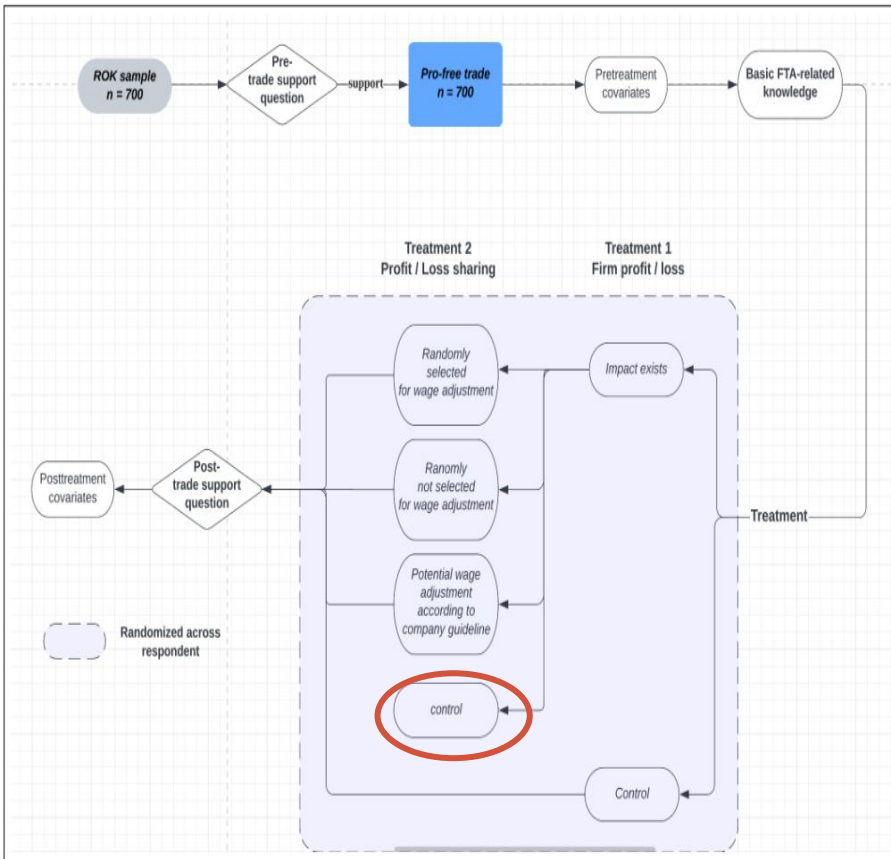 ROK sample
n = 700
Pre-
trade support
question
support
Pro-free trade
n = 700
Pretreatment
covariates
Basic FTA-related
knowledge
Treatment 2
Profit / Loss sharing
Treatment 1
Firm profit / loss
Randomly
selected
for wage adjustment
Impact exists
Ranomly
not selected
for wage adjustment
Post-
trade support
question
Posttreatment
covariates
Treatment
Potential wage
adjustment
according to
company guideline
Randomized across
respondent
control
Control